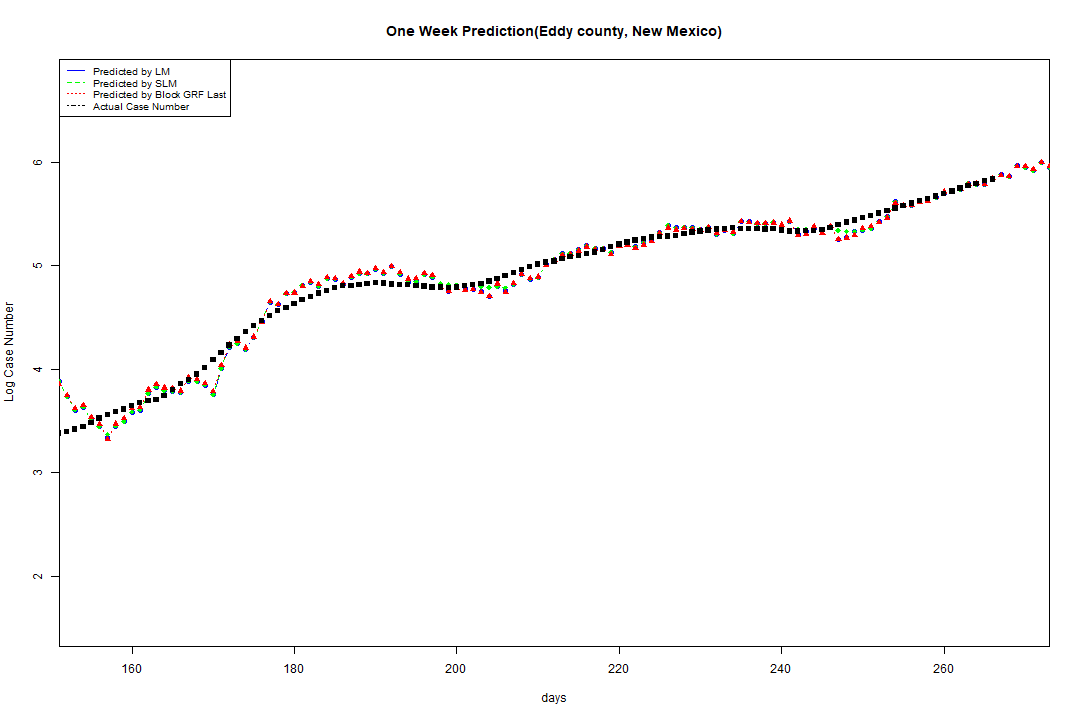 One Week Prediction(Eddy county, New Mexico)
Predicted by LM
Predicted by SLM
Predicted by Block GRF Last
Actual Case Number
6
5
4
3
2
Log Case Number
160 180 200 220 240 260
days